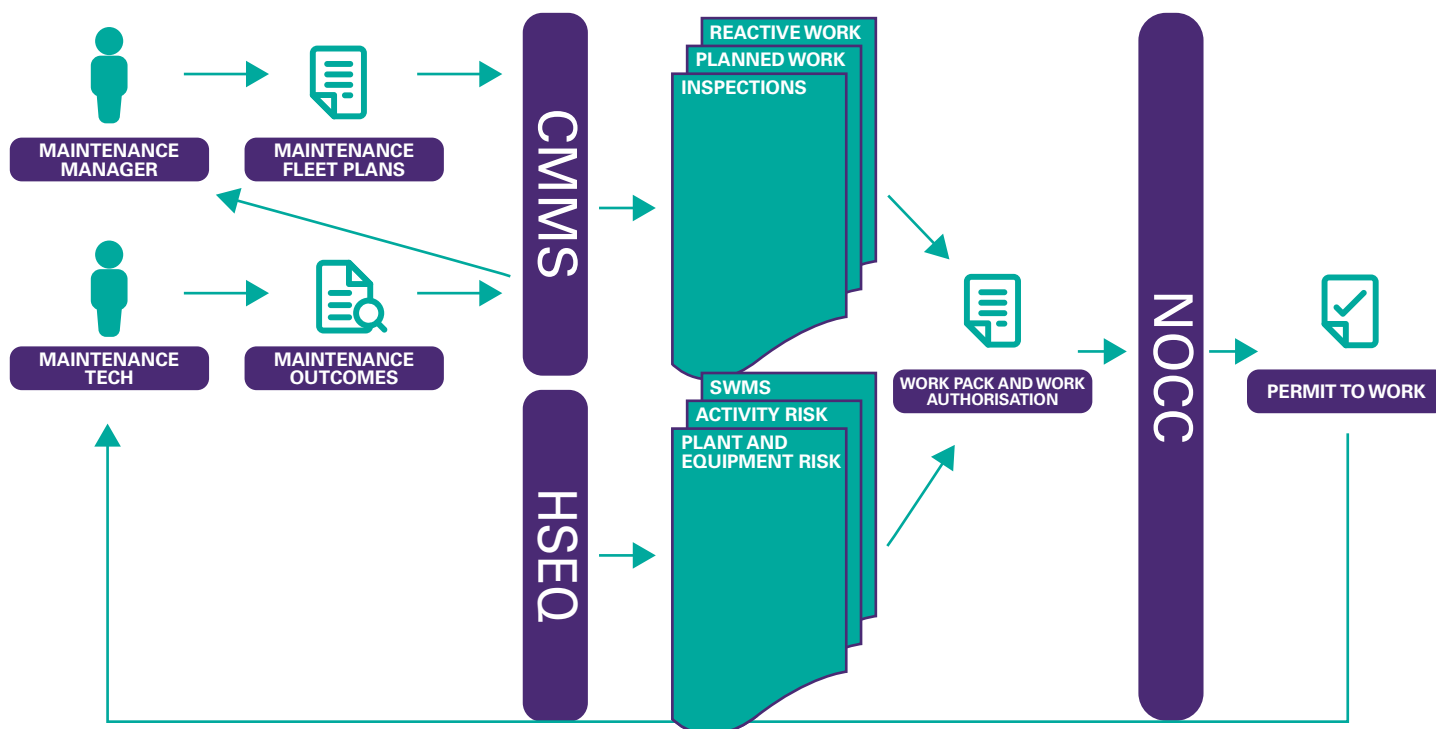 MAINTENANCE
MANAGER
MAINTENANCE
FLEET PLANS
MAINTENANCE
TECH
MAINTENANCE
OUTCOMES
CMMS
HSEQ
REACTIVE WORK
PLANNED WORK
INSPECTIONS
SWMS
ACTIVITY RISK
PLANT AND
EQUIPMENT RISK
WORK PACK AND WORK
AUTHORISATION
NOCC
PERMIT TO WORK